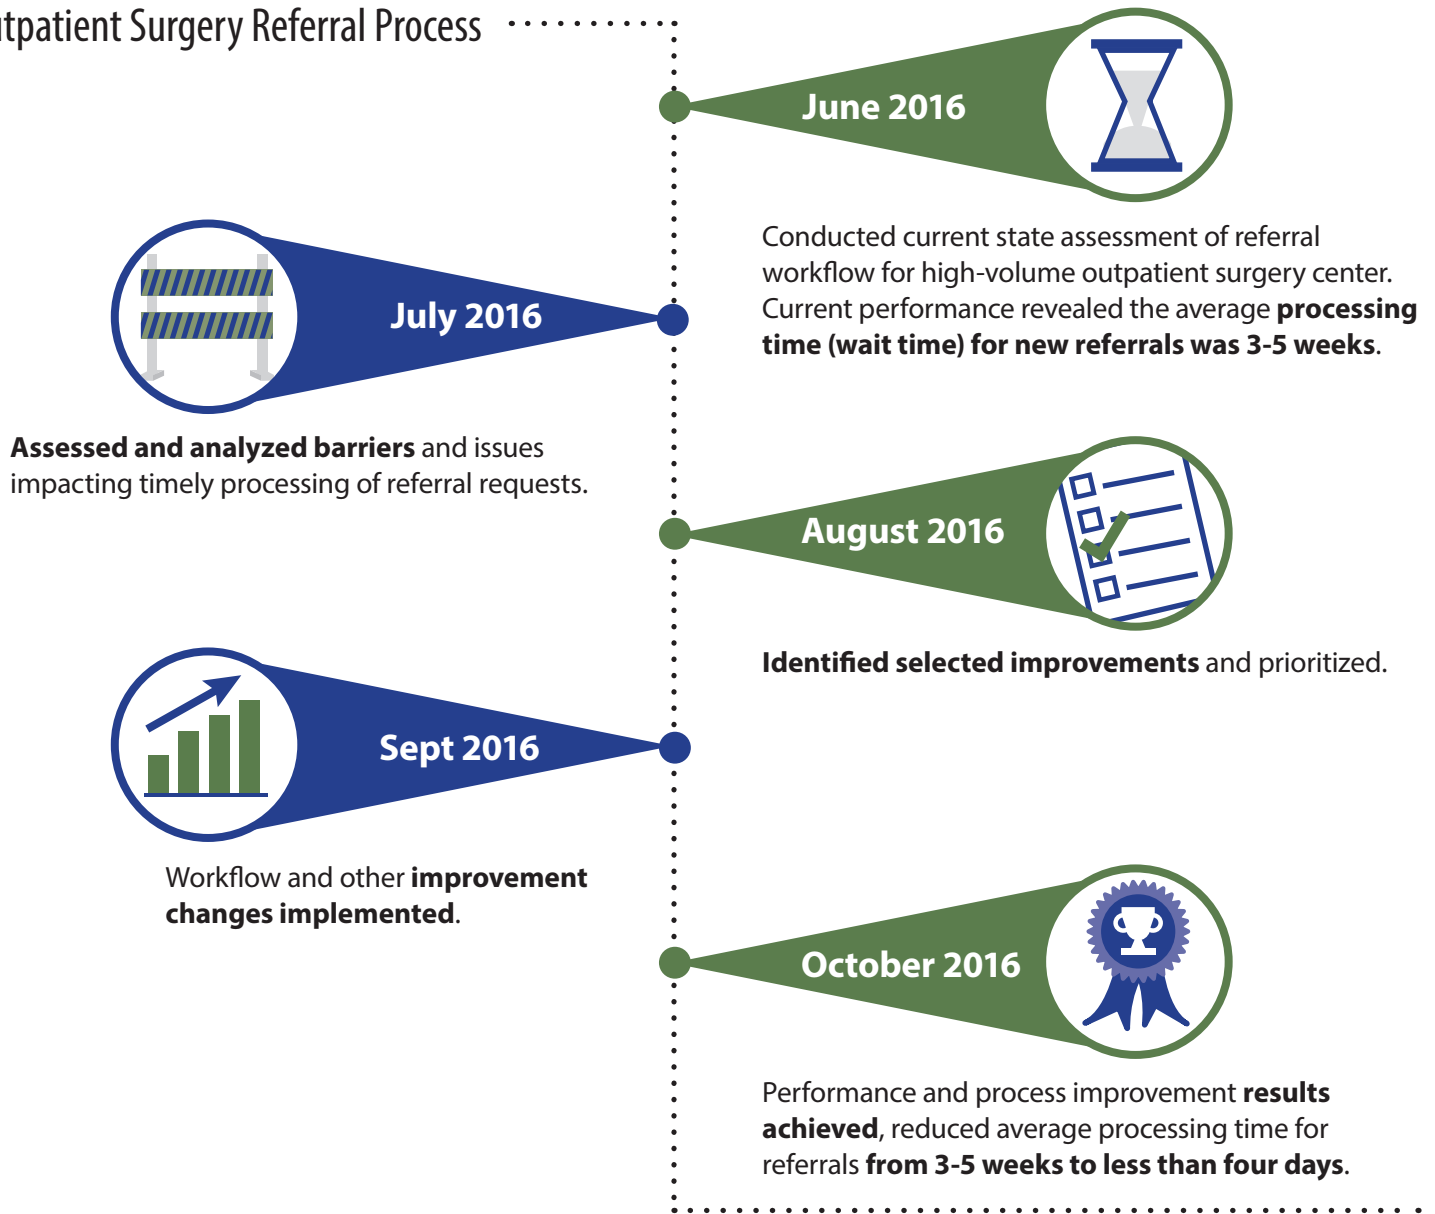 utpatient Surgery Referral Process
June 2016
Conducted current state assessment of referral
workflow for high-volume outpatient surgery center.
Current performance revealed the average processing
time (wait time) for new referrals was 3-5 weeks.
July 2016
Assessed and analyzed barriers and issues
impacting timely processing of referral requests.
August 2016
Identified selected improvements and prioritized.
Sept 2016
Workflow and other improvement
changes implemented.
October 2016
Performance and process improvement results
achieved, reduced average processing time for
referrals from 3-5 weeks to less than four days.